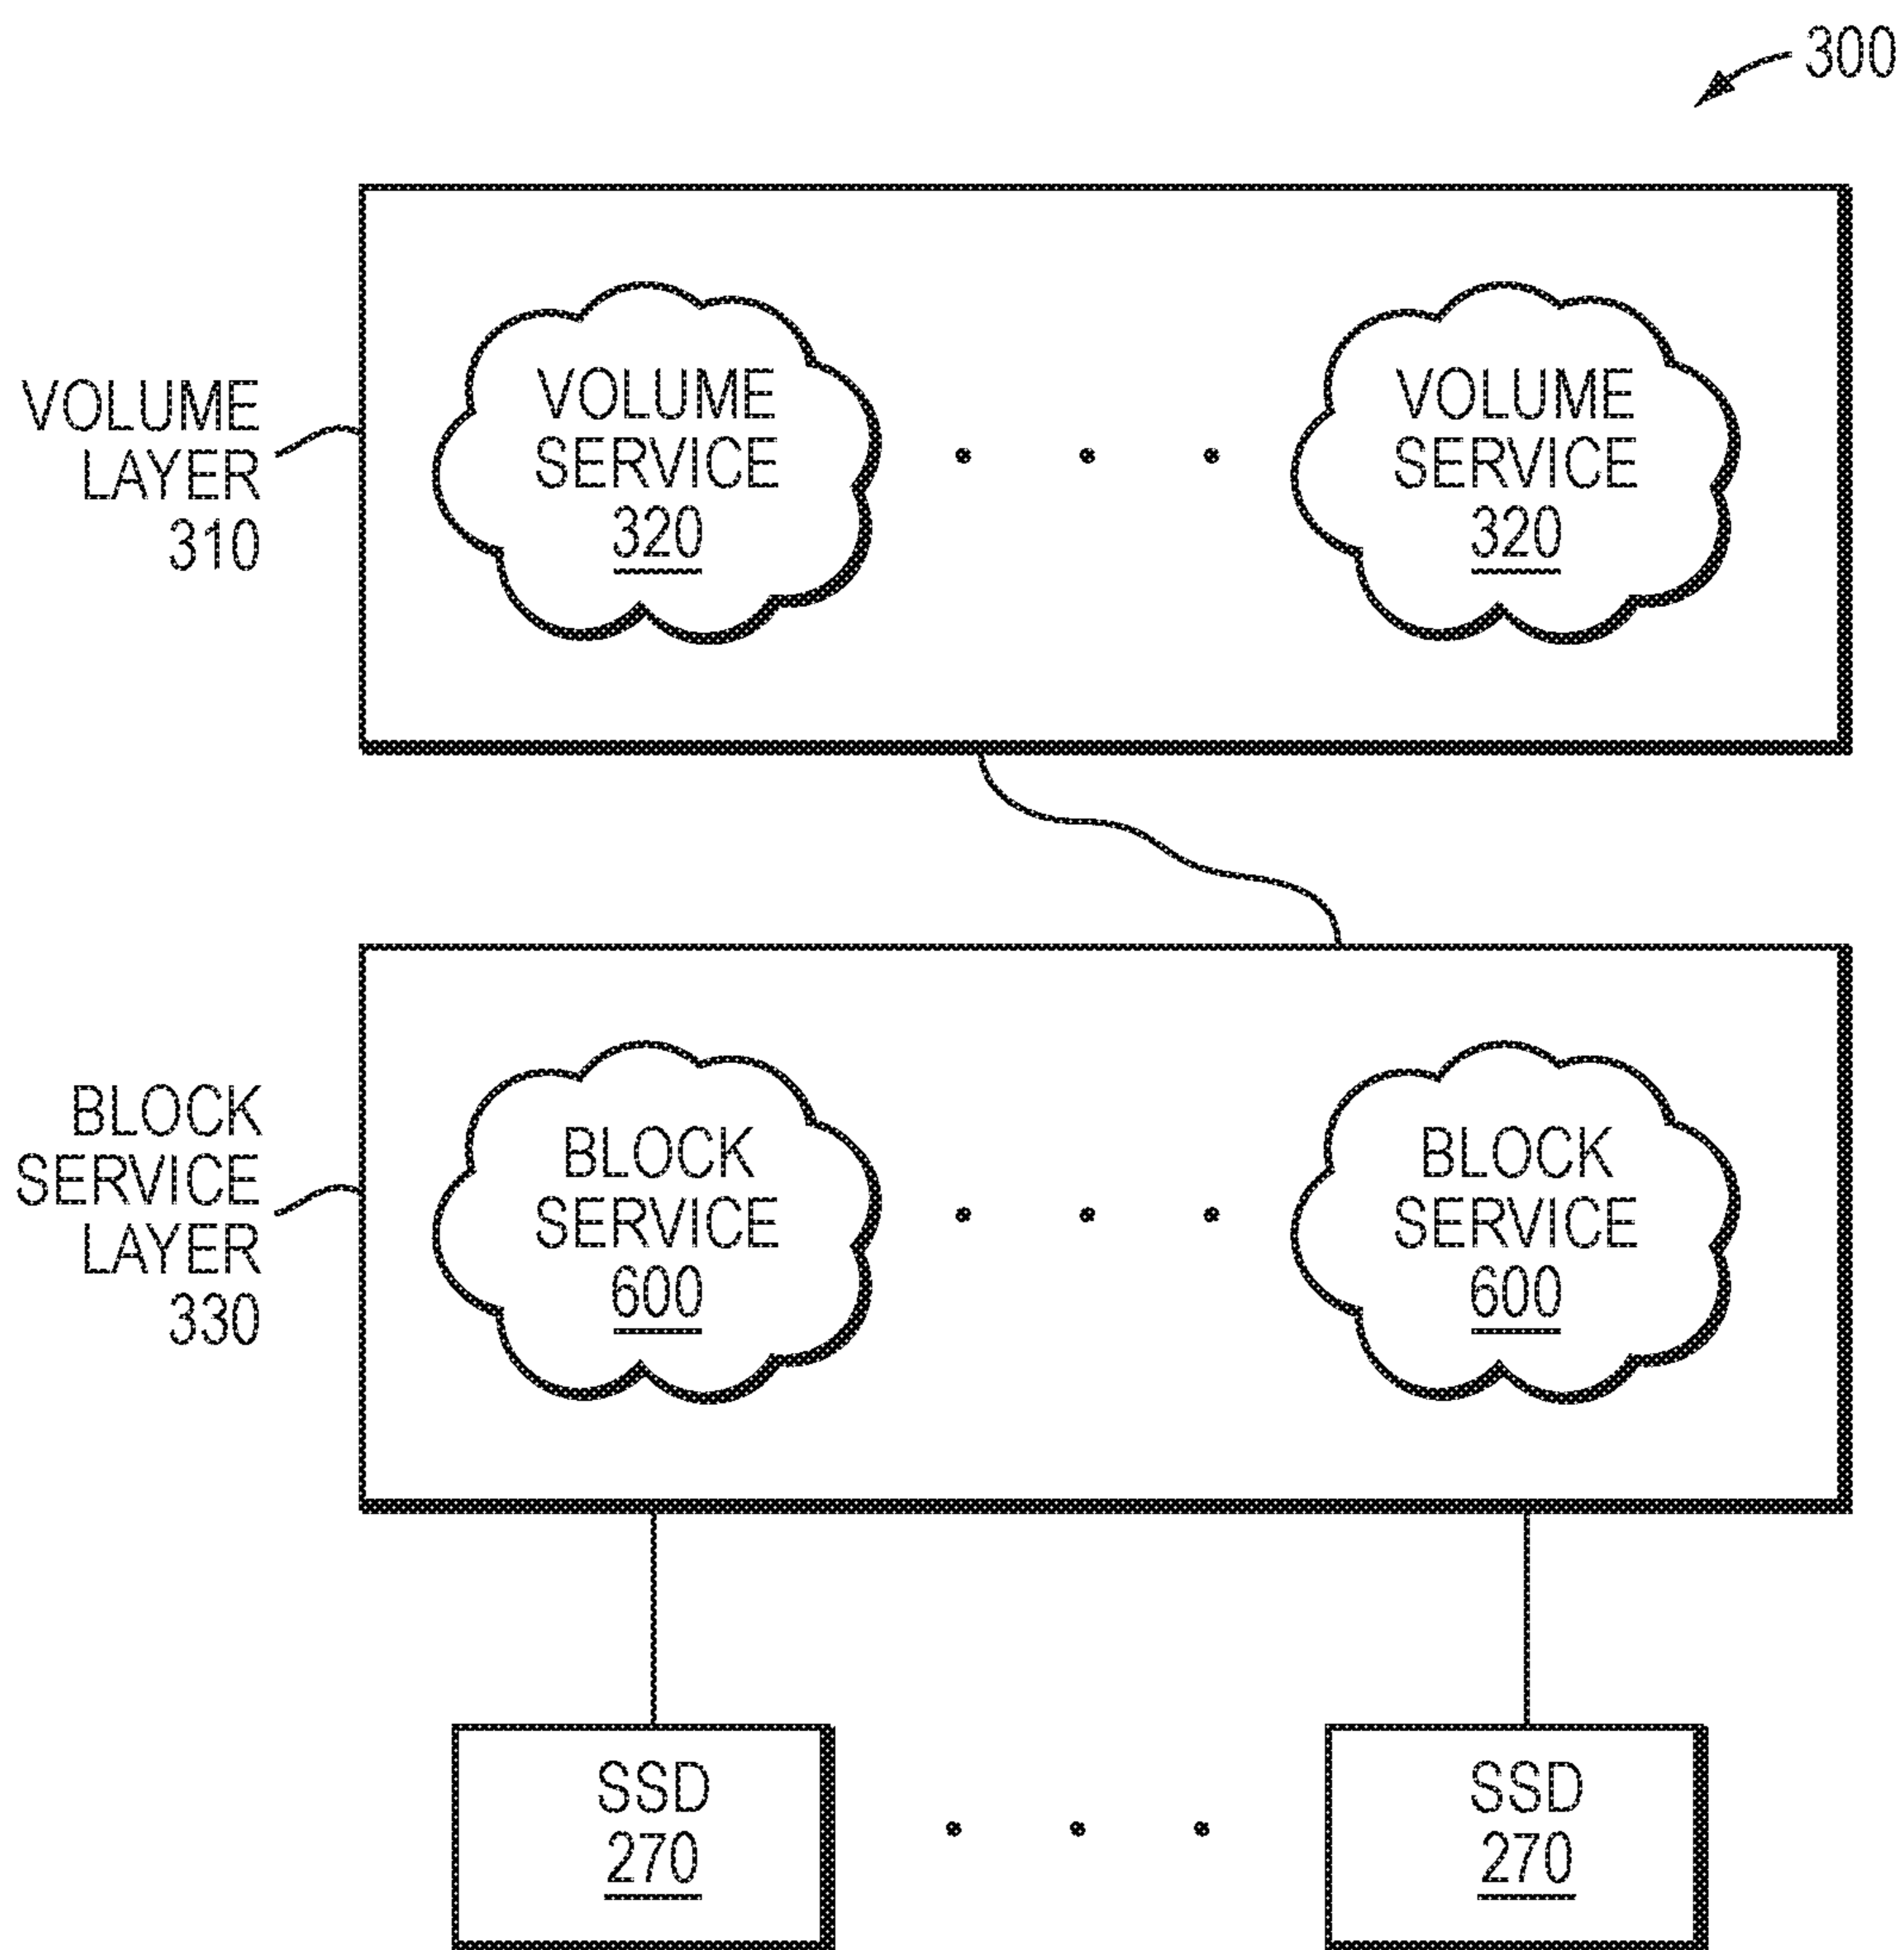 300
VOLUME
LAYER
310
VOLUME
SERVICE
320
VOLUME
SERVICE
320
BLOCK
SERVICE
LAYER
330
BLOCK
SERVICE
600
BLOCK
SERVICE
600
SSD
270
SSD
270